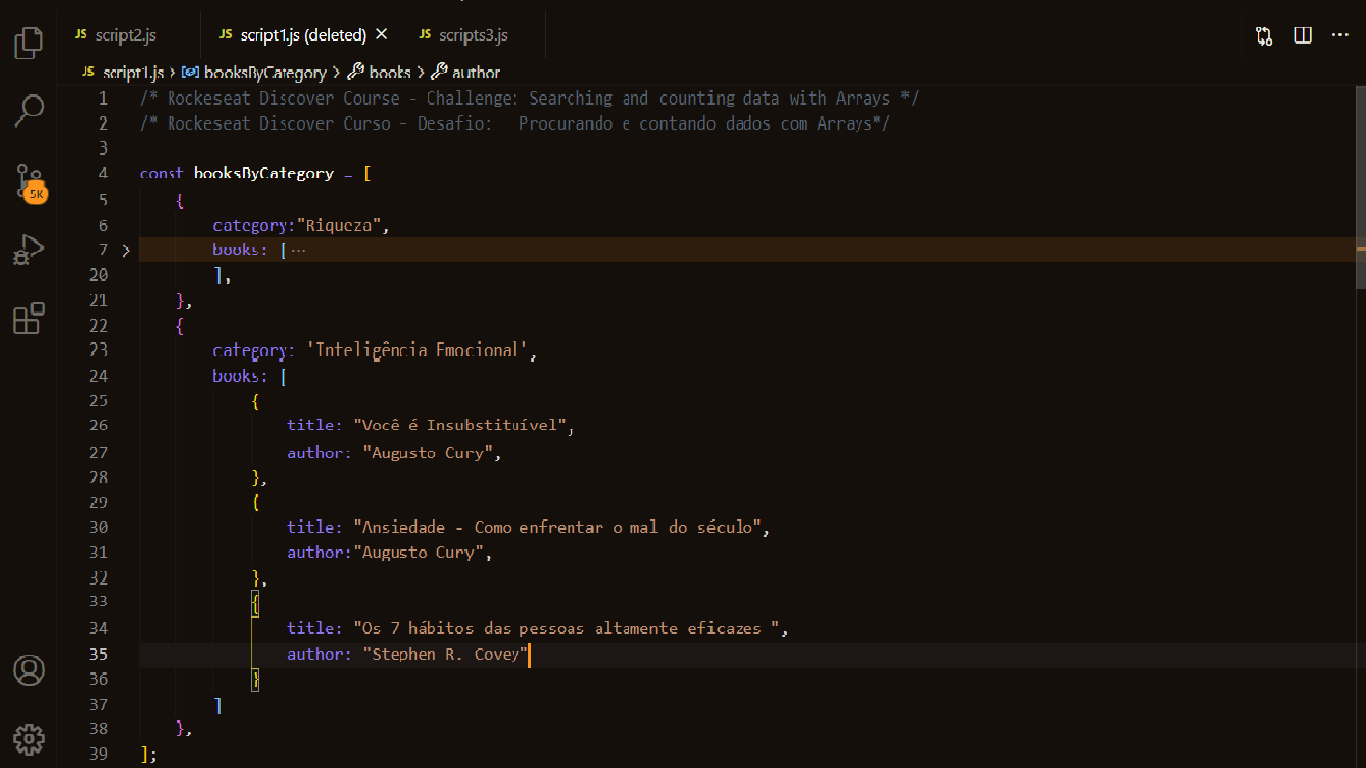 JS script2.js JS script1.js (deleted) × JS scripts3.js
JS script1.js > booksByCategory > books > author
1 /* Rockeseat Discover Course - Challenge: Searching and counting data with Arrays */
2 /* Rockeseat Discover Curso - Desafio:   Procurando e contando dados com Arrays*/
3
4 const booksByCategory = [
5 {
6 category:"Riqueza",
7 books: [ ···
20 ],
21 },
22 {
23 category: 'Inteligência Emocional',
24 books: [
25 {
26 title: "Você é Insubstituível",
27 author: "Augusto Cury",
28 },
29 {
5K
30 title: "Ansiedade - Como enfrentar o mal do século",
31 author:"Augusto Cury",
32 },
33 {
34 title: "Os 7 hábitos das pessoas altamente eficazes ",
35 author: "Stephen R. Covey"
36 }
37 ]
38 },
39 ];